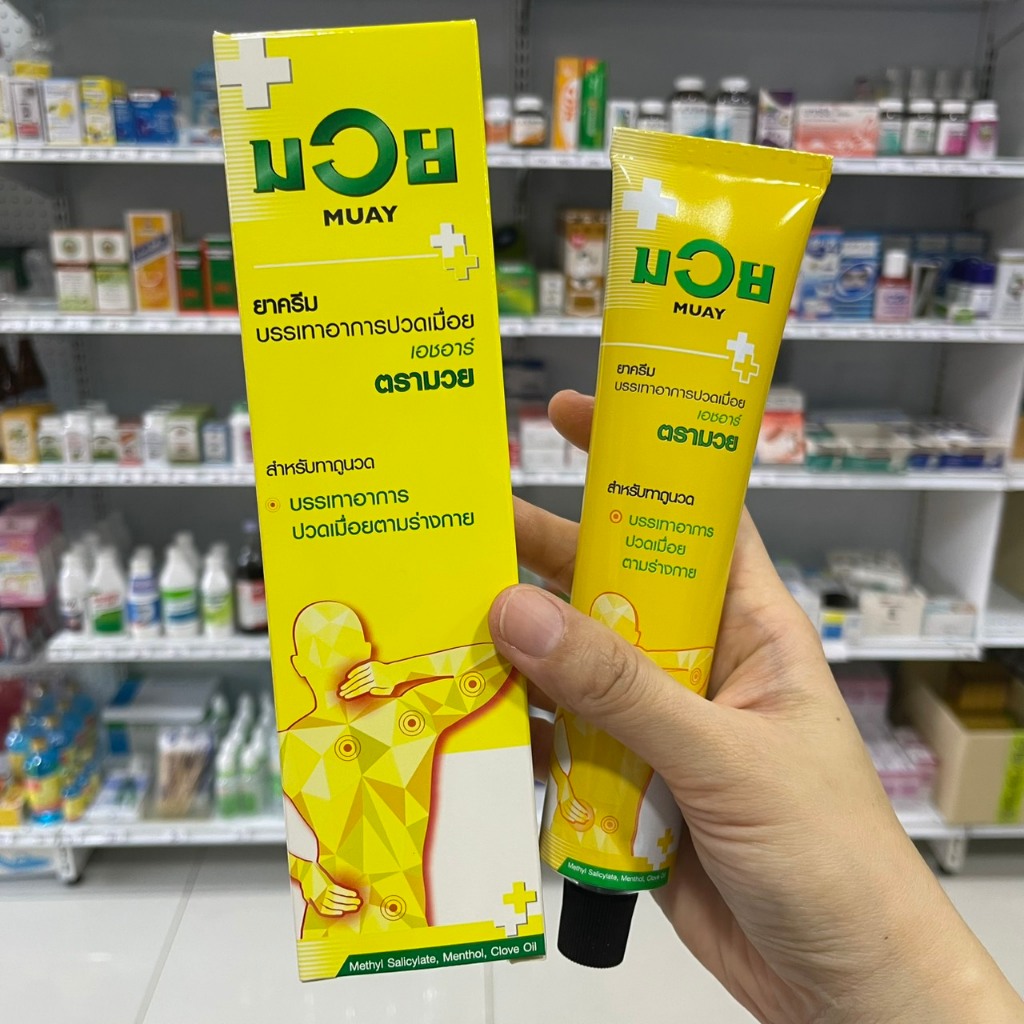 มวย
MUAY
ยาครีม
บรรเทาอาการปวดเมื่อย
เอชอาร์
ตรามวย
สำหรับทาถูนวด
บรรเทาอาการ
ปวดเมื่อยตามร่างกาย
Methyl Salicylate, Menthol, Clove Oil
มวย
MUAY
ยาครีม
บรรเทาอาการปวดเมื่อย
เอชอาร์
ตรามวย
สำหรับทาถูนวด
บรรเทาอาการ
ปวดเมื่อย
ตามร่างกาย
Methyl Salicylate, Menthol, Clove Oil